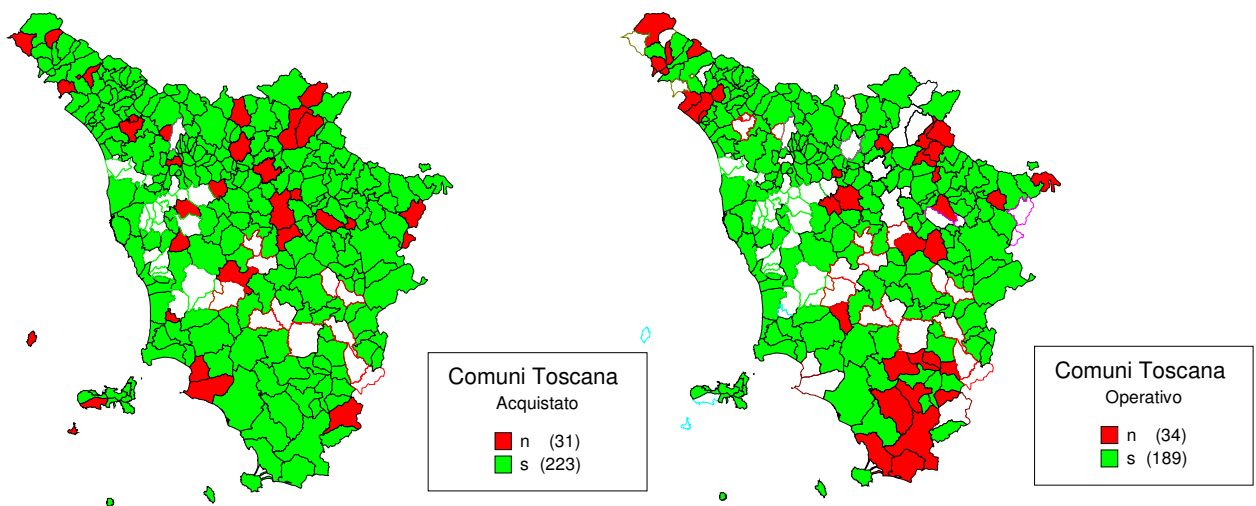 Comuni Toscana
Acquistato
n (31)
s (223)
Comuni Toscana
Operativo
n (34)
s (189)